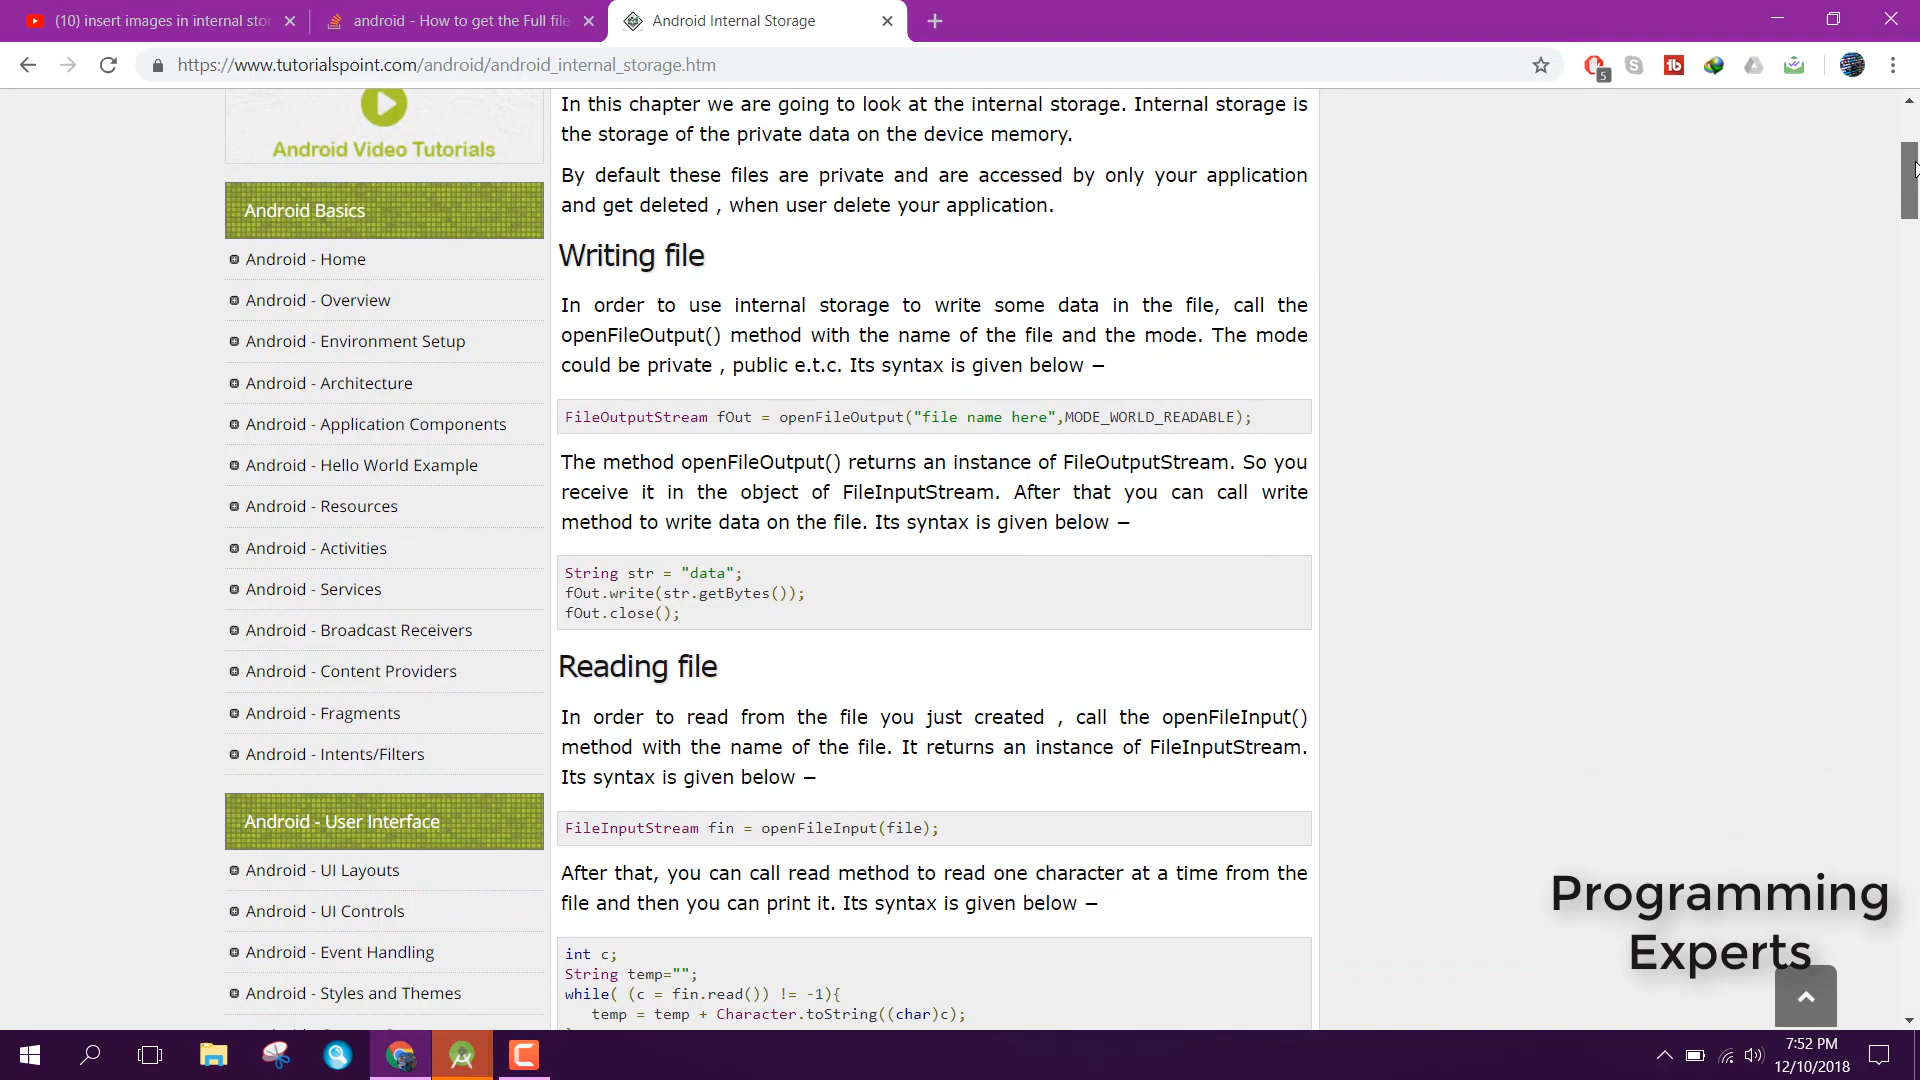 (10) insert images in internal stor
android - How to get the Full file
Android Internal Storage
https://www.tutorialspoint.com/android/android_internal_storage.htm
5
Android Video Tutorials
Android Basics
Android - Home
Android - Overview
Android - Environment Setup
Android - Architecture
Android - Application Components
Android - Hello World Example
Android - Resources
Android - Activities
Android - Services
Android - Broadcast Receivers
Android - Content Providers
Android - Fragments
Android - Intents/Filters
Android - User Interface
Android - UI Layouts
Android - UI Controls
Android - Event Handling
Android - Styles and Themes
In this chapter we are going to look at the internal storage. Internal storage is
the storage of the private data on the device memory.
By default these files are private and are accessed by only your application
and get deleted , when user delete your application.
Writing file
In order to use internal storage to write some data in the file, call the
openFileOutput() method with the name of the file and the mode. The mode
could be private , public e.t.c. Its syntax is given below −
FileOutputStream fOut = openFileOutput("file name here",MODE_WORLD_READABLE);
The method openFileOutput() returns an instance of FileOutputStream. So you
receive it in the object of FileInputStream. After that you can call write
method to write data on the file. Its syntax is given below −
String str = "data";
fOut.write(str.getBytes());
fOut.close();
Reading file
In order to read from the file you just created , call the openFileInput()
method with the name of the file. It returns an instance of FileInputStream.
Its syntax is given below −
FileInputStream fin = openFileInput(file);
After that, you can call read method to read one character at a time from the
file and then you can print it. Its syntax is given below −
int c;
String temp="";
while( (c = fin.read()) != -1){
temp = temp + Character.toString((char)c);
Programming
Experts
7:52 PM
12/10/2018